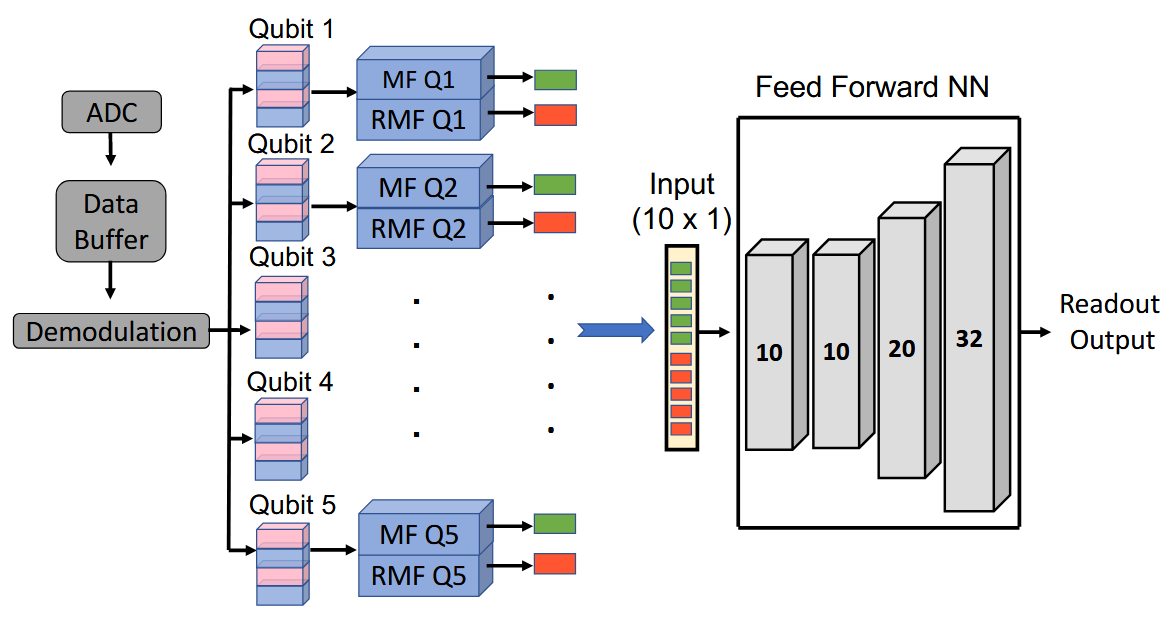 ADC
Data
Buffer
Demodulation
Qubit 1
MF Q1
RMF Q1
Qubit 2
MF Q2
RMF Q2
Qubit 3
Qubit 4
Qubit 5
MF Q5
RMF Q5
Input
(10 x 1)
Feed Forward NN
10
10
20
32
Readout
Output